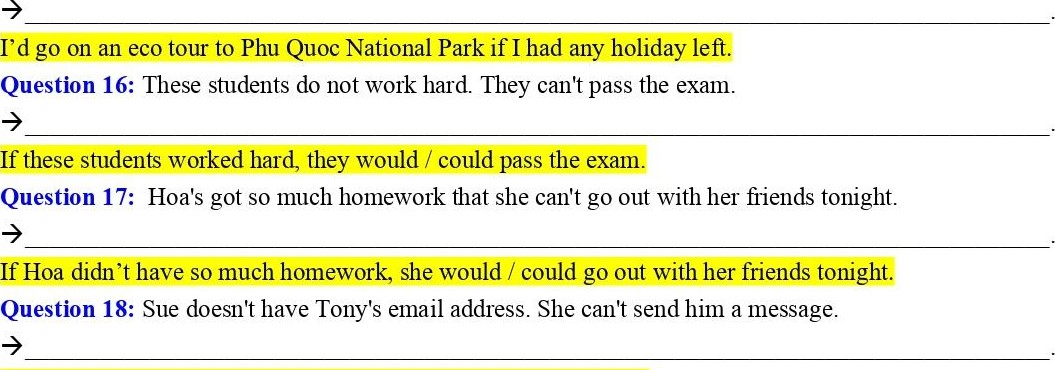 →______________________________.
I’d go on an eco tour to Phu Quoc National Park if I had any holiday left.
Question 16: These students do not work hard. They can't pass the exam.
→______________________________.
If these students worked hard, they would / could pass the exam.
Question 17: Hoa's got so much homework that she can't go out with her friends tonight.
→______________________________.
If Hoa didn’t have so much homework, she would / could go out with her friends tonight.
Question 18: Sue doesn't have Tony's email address. She can't send him a message.
→______________________________.